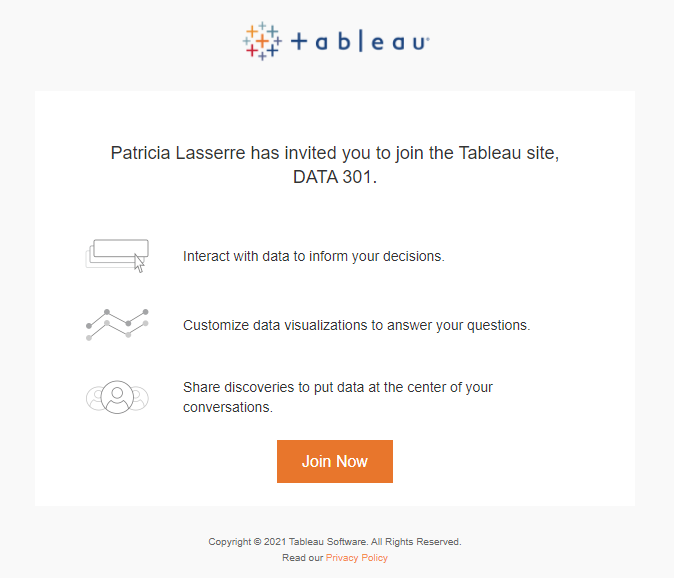 tableau
Patricia Lasserre has invited you to join the Tableau site,
DATA 301.
Interact with data to inform your decisions.
Customize data visualizations to answer your questions.
Share discoveries to put data at the center of your
conversations.
Join Now
Copyright © 2021 Tableau Software. All Rights Reserved.
Read our Privacy Policy